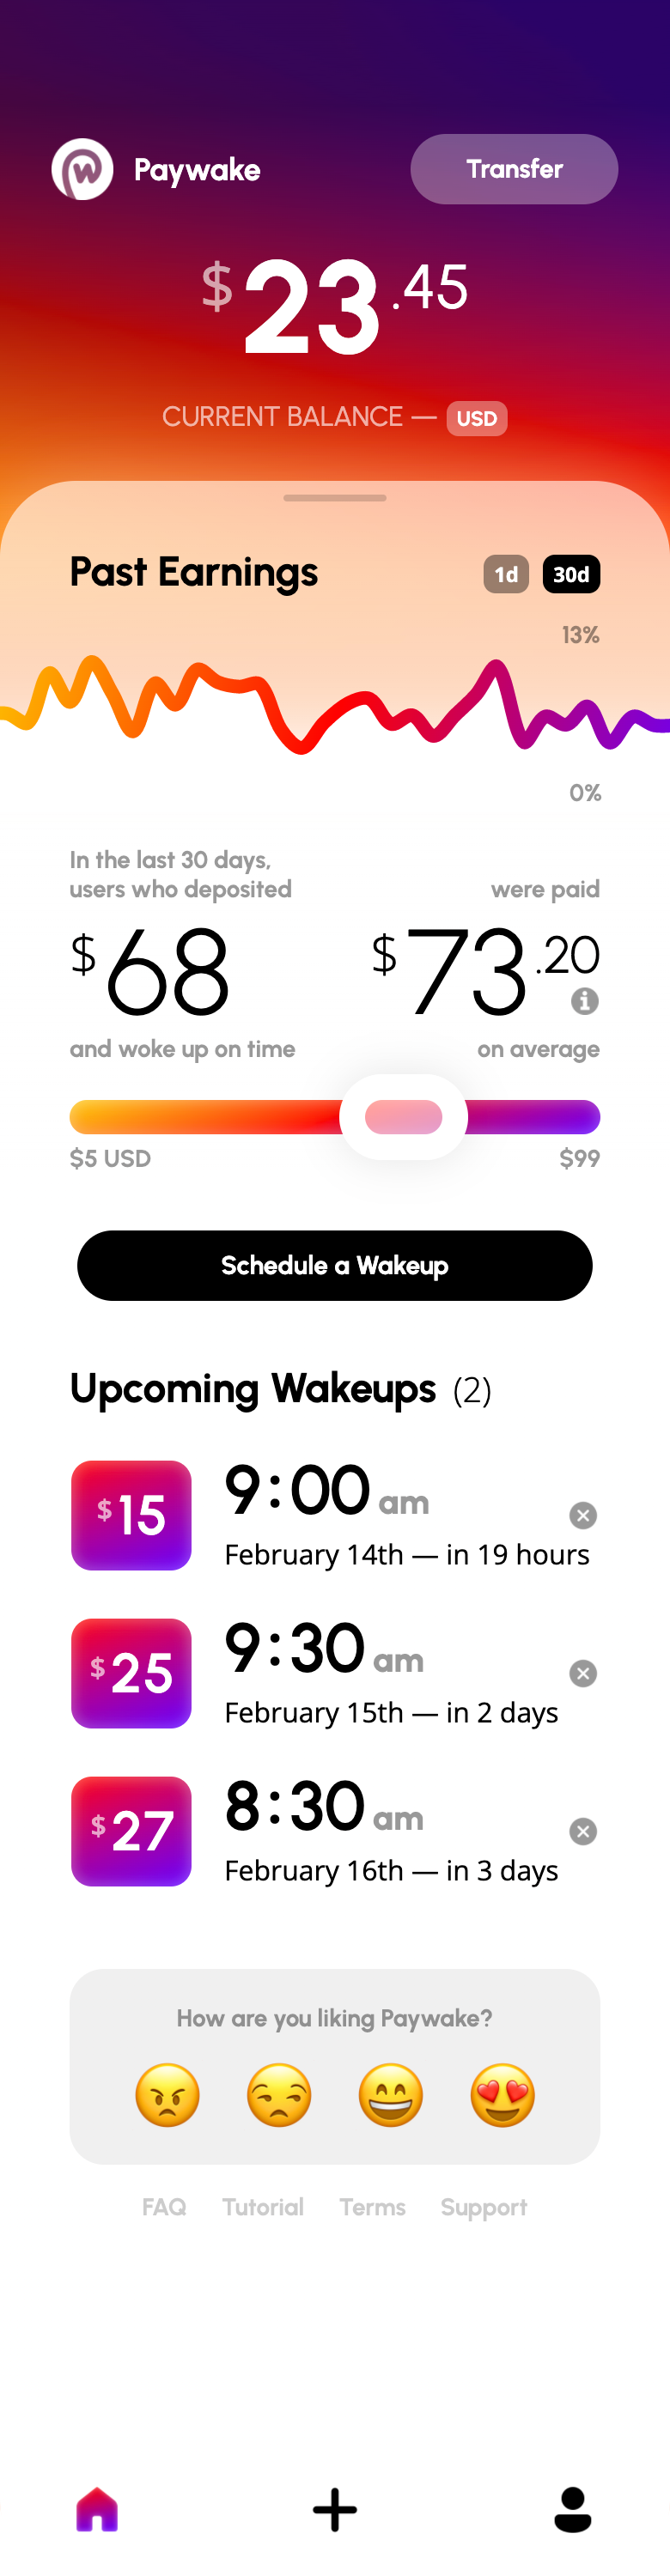 Paywake
Transfer
$23.45
CURRENT BALANCE — USD
Past Earnings
1d 30d
13%
0%
In the last 30 days,
users who deposited
were paid
$68
$73.20
and woke up on time
on average
$5 USD
$99
Schedule a Wakeup
Upcoming Wakeups (2)
$15
9:00 am
February 14th — in 19 hours
$25
9:30 am
February 15th — in 2 days
$27
8:30 am
February 16th — in 3 days
How are you liking Paywake?
FAQ Tutorial Terms Support